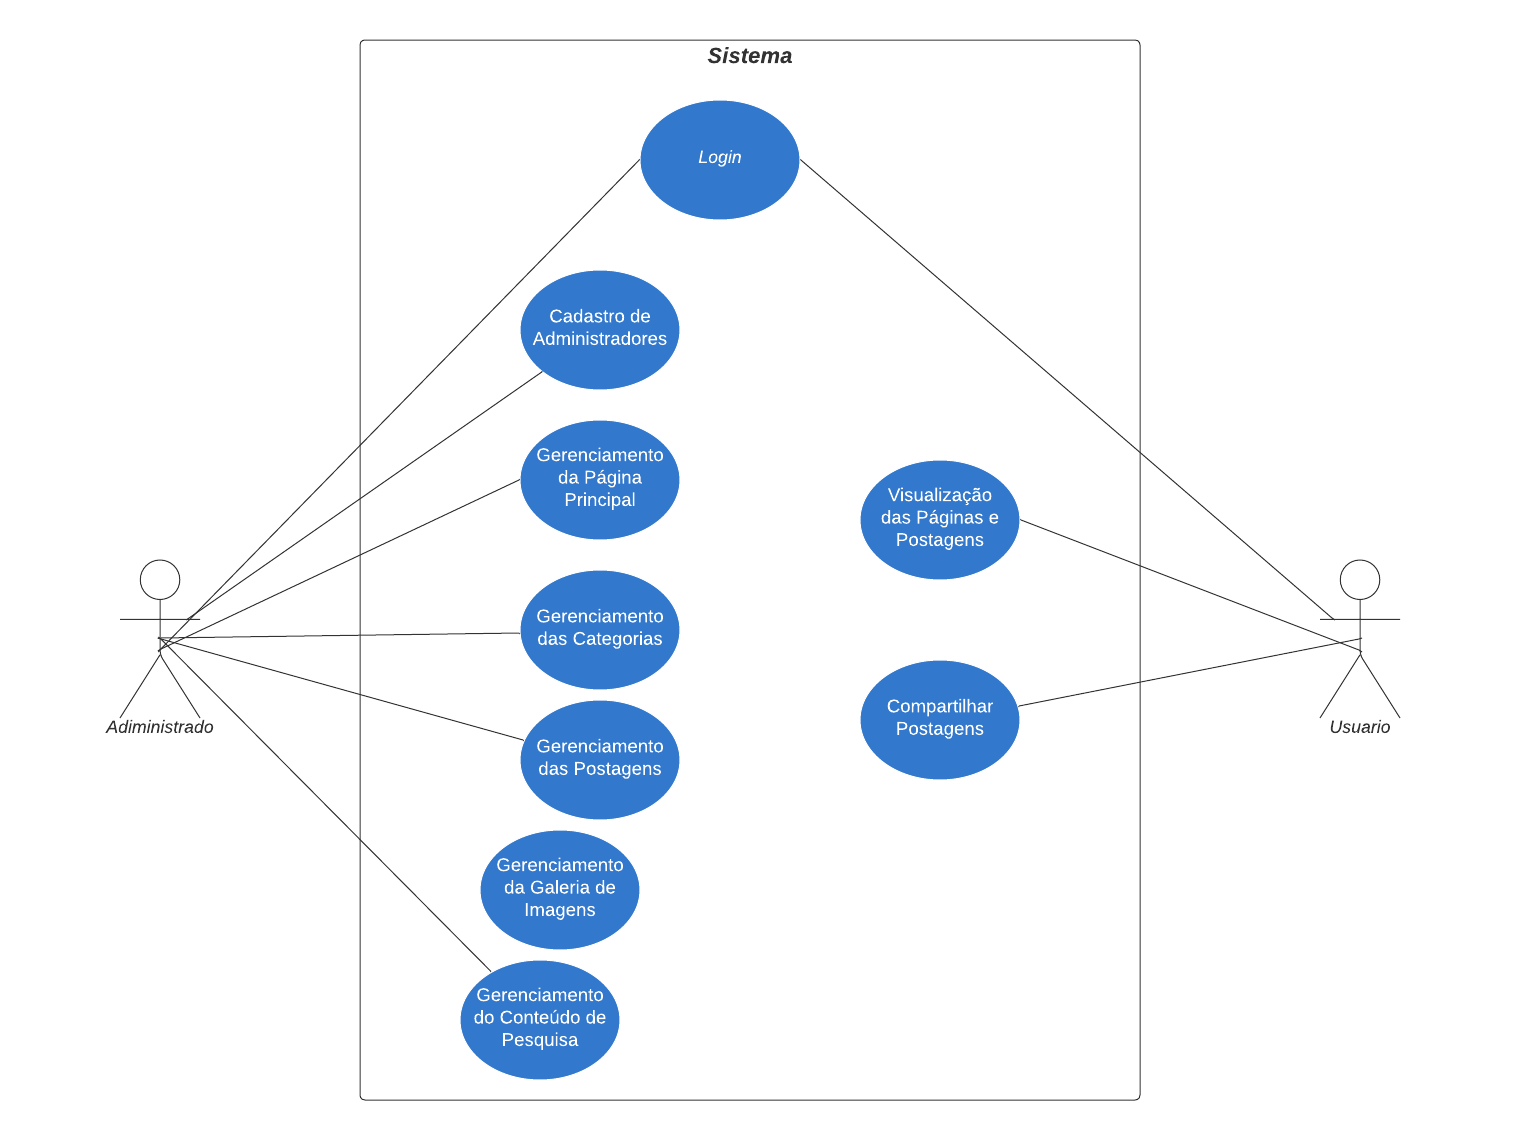 Sistema
Login
Cadastro de
Administradores
Gerenciamento
da Página
Principal
Visualização
das Páginas e
Postagens
Gerenciamento
das Categorias
Compartilhar
Postagens
Adiministrado
Usuario
Gerenciamento
das Postagens
Gerenciamento
da Galeria de
Imagens
Gerenciamento
do Conteúdo de
Pesquisa